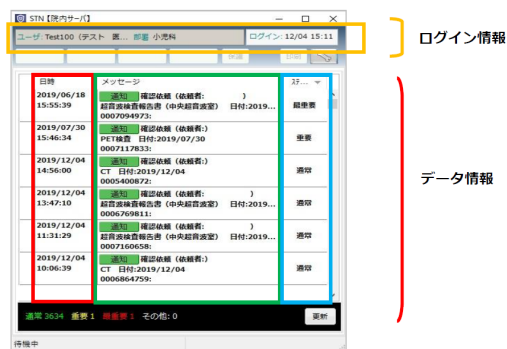 STN【院内サーバ】
ユーザ: Test100（テスト 医... 部署 小児科
ログイン: 12/04 15:11
ログイン情報
印刷
日時 メッセージ ステ...
2019/06/18 15:55:39
通知 確認依頼（依頼者: ）
超音波検査報告書（中央超音波室） 日付:2019...
0007094973:
最重要
2019/07/30 15:46:34
通知 確認依頼（依頼者:）
PET検査 日付:2019/07/30
0007117833:
重要
2019/12/04 14:56:00
通知 確認依頼（依頼者:）
CT 日付:2019/12/04
0005400872:
通常
2019/12/04 13:47:10
通知 確認依頼（依頼者: ）
超音波検査報告書（中央超音波室） 日付:2019...
0006769811:
通常
2019/12/04 11:31:29
通知 確認依頼（依頼者: ）
超音波検査報告書（中央超音波室） 日付:2019...
0007160658:
通常
2019/12/04 10:06:39
通知 確認依頼（依頼者:）
CT 日付:2019/12/04
0006864759:
通常
データ情報
通常 3634 重要 1 最重要 1 その他: 0
更新
待機中